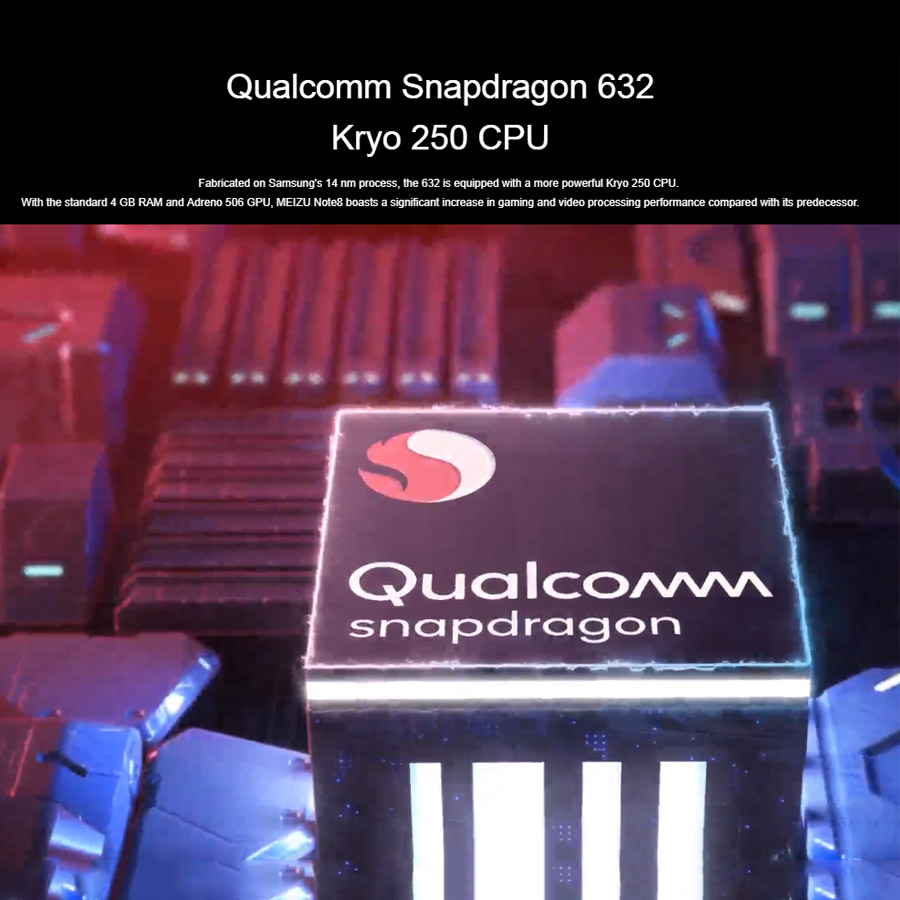 Qualcomm Snapdragon 632
Kryo 250 CPU
Fabricated on Samsung's 14 nm process, the 632 is equipped with a more powerful Kryo 250 CPU.
With the standard 4 GB RAM and Adreno 506 GPU, MEIZU Note8 boasts a significant increase in gaming and video processing performance compared with its predecessor.
Qualcomm
snapdragon